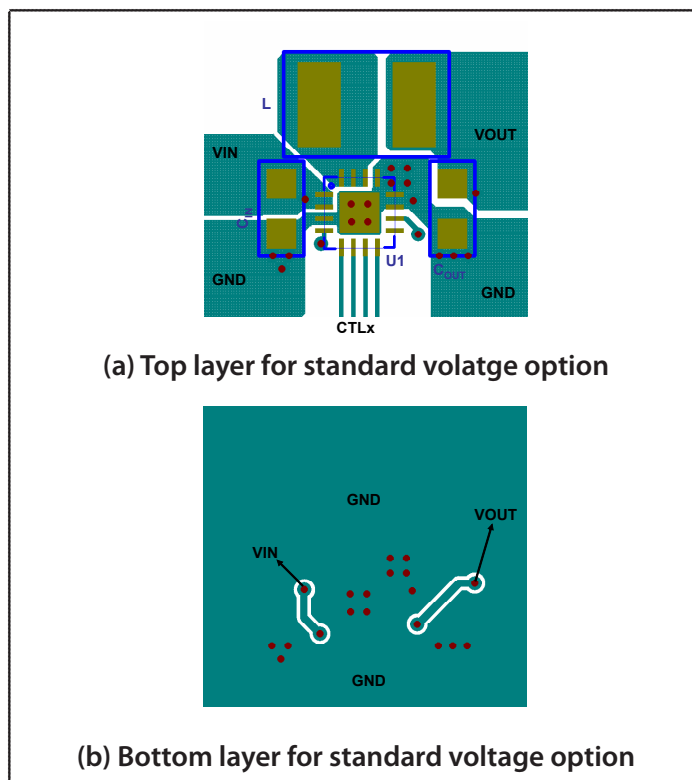 L
VIN
VOUT
CIN
GND
U1
COUT
GND
CTLx
(a) Top layer for standard volatge option
GND
VOUT
VIN
GND
(b) Bottom layer for standard voltage option